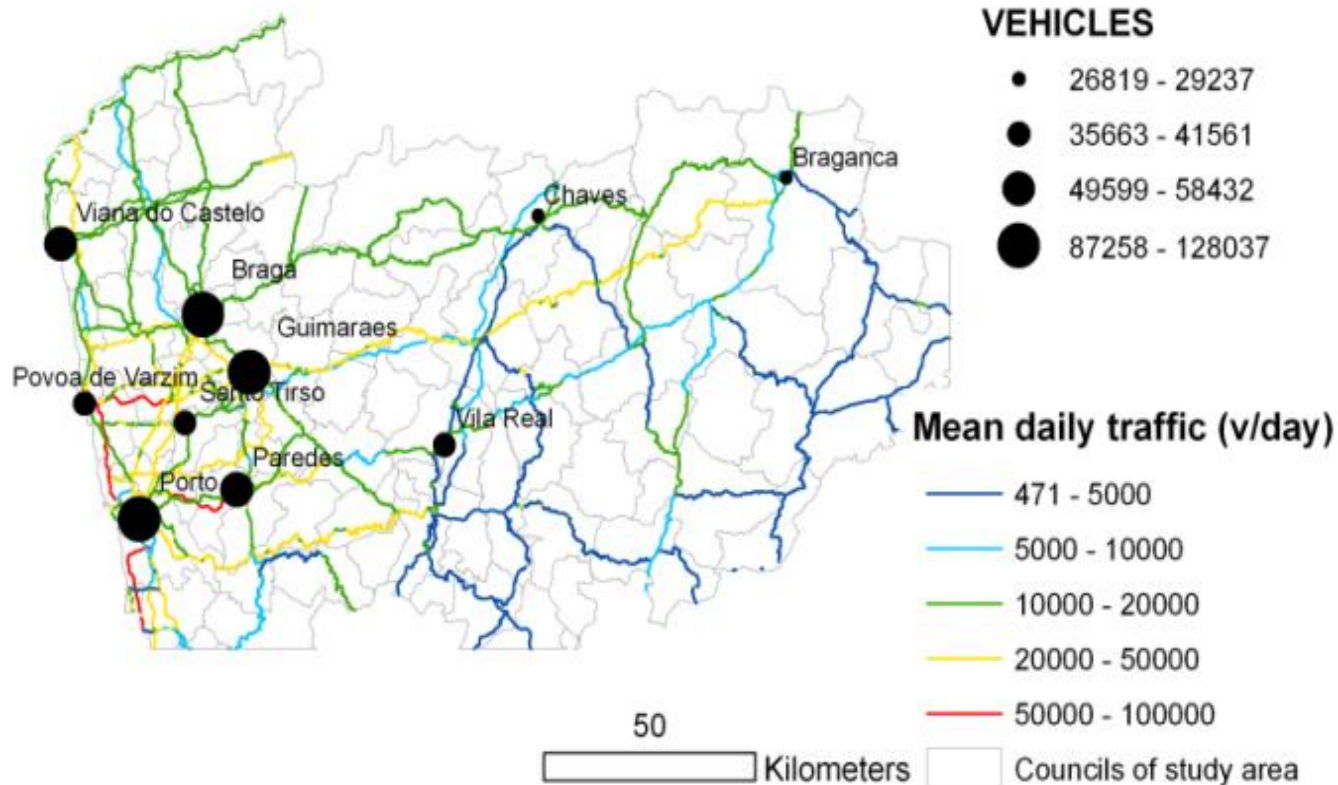 VEHICLES
26819 - 29237
35663 - 41561
49599 - 58432
87258 - 128037
Braganca
Chaves
Viana do Castelo
Braga
Guimaraes
Povoa de Varzim
Santo Tirso
Vila Real
Paredes
Porto
Mean daily traffic (v/day)
471 - 5000
5000 - 10000
10000 - 20000
20000 - 50000
50000 - 100000
Councils of study area
50
Kilometers